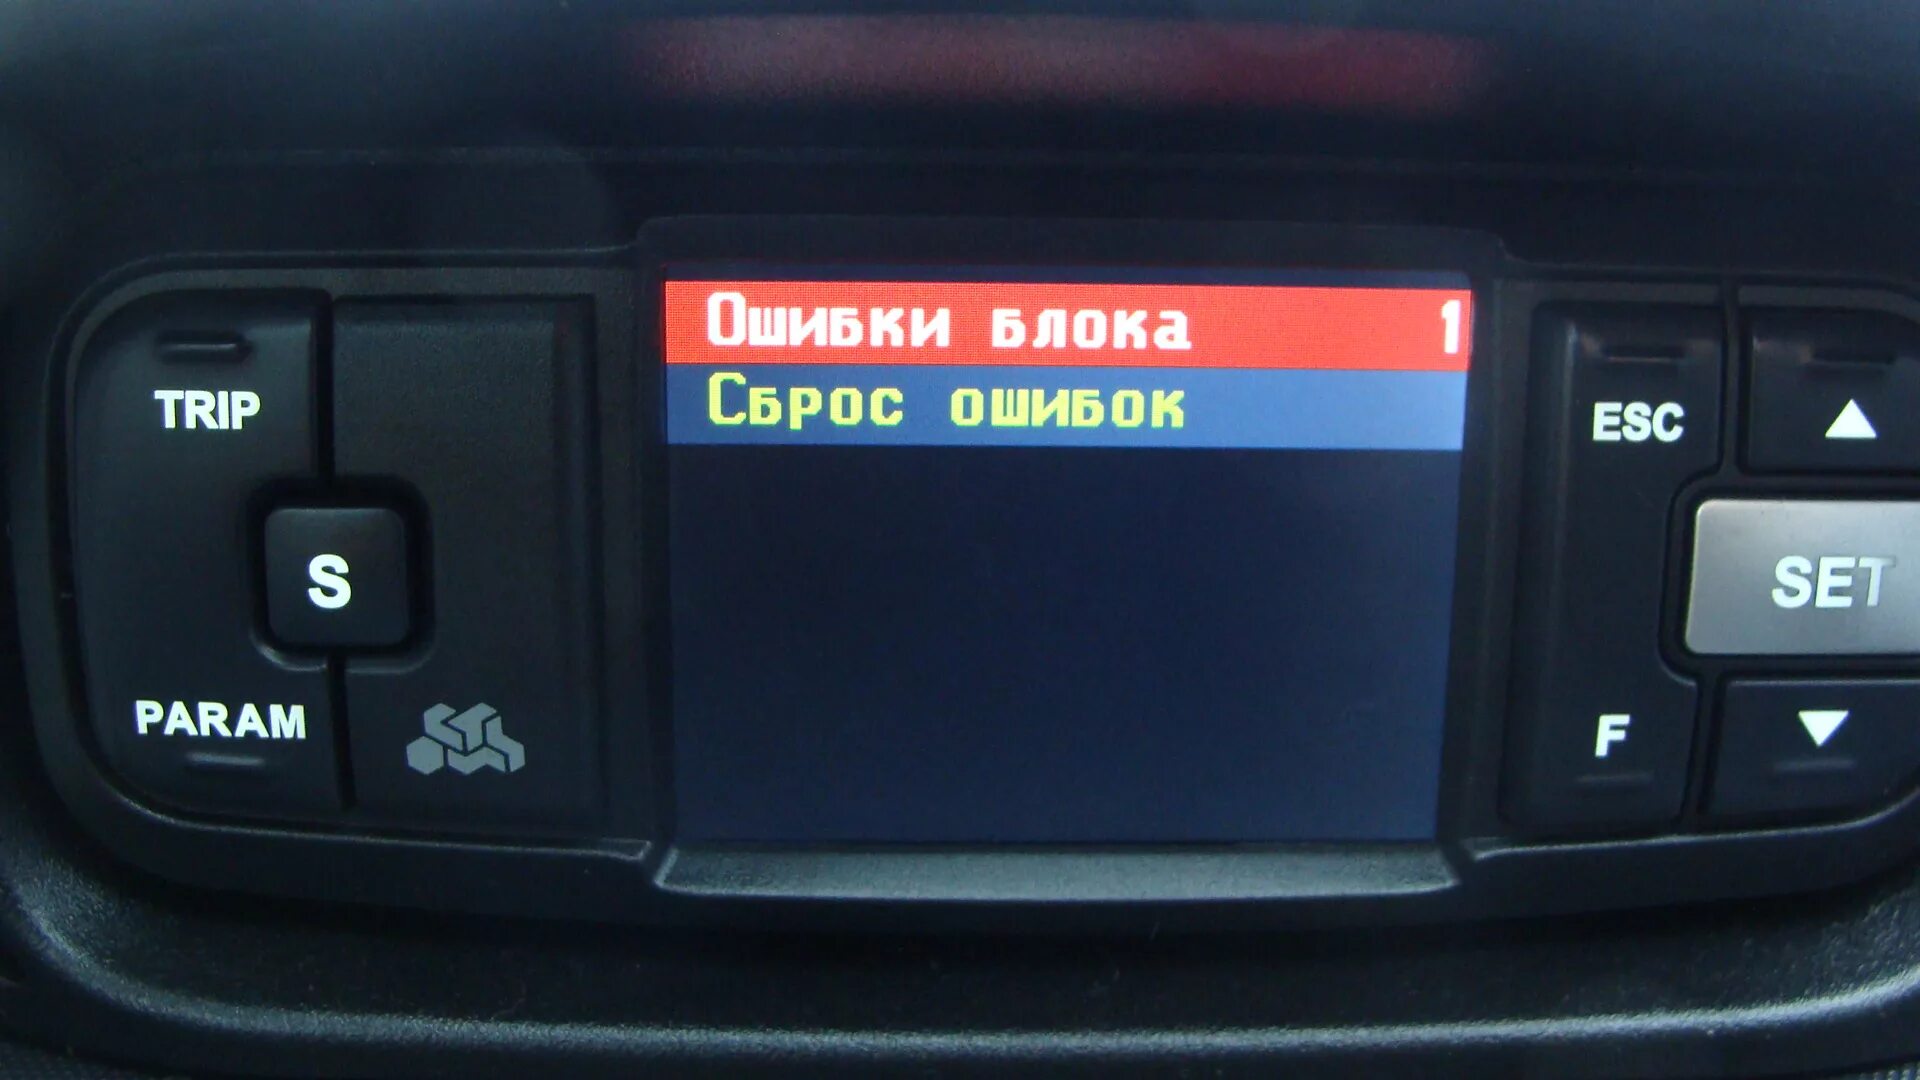 Ошибки блока 1
Сброс ошибок
TRIP
S
PARAM
ESC
SET
F